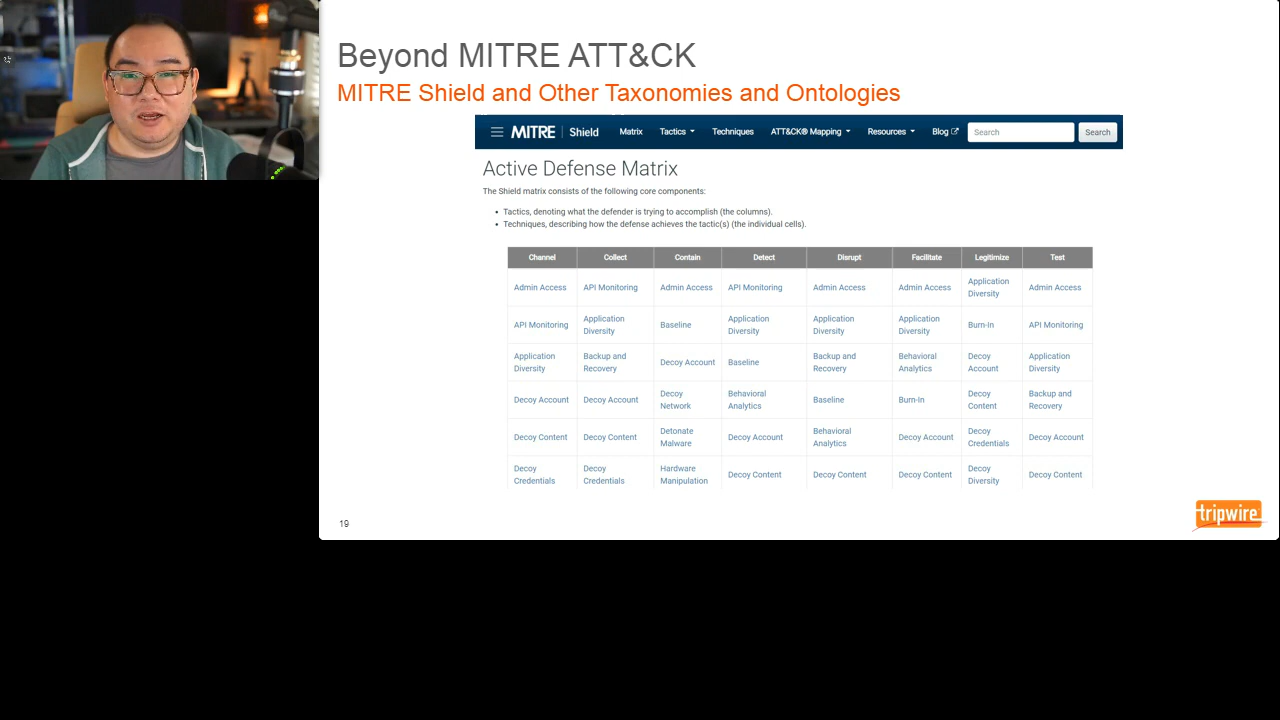 Beyond MITRE ATT&CK
MITRE Shield and Other Taxonomies and Ontologies
MITRE | Shield Matrix Tactics Techniques ATT&CK® Mapping Resources Blog Search Search
Active Defense Matrix
The Shield matrix consists of the following core components:
• Tactics, denoting what the defender is trying to accomplish (the columns).
• Techniques, describing how the defense achieves the tactic(s) (the individual cells).
Channel Collect Contain Detect Disrupt Facilitate Legitimize Test
Admin Access API Monitoring Admin Access API Monitoring Admin Access Admin Access Application Diversity Admin Access
API Monitoring Application Diversity Baseline Application Diversity Application Diversity Application Diversity Burn-In API Monitoring
Application Diversity Backup and Recovery Decoy Account Baseline Backup and Recovery Behavioral Analytics Decoy Account Application Diversity
Decoy Account Decoy Account Decoy Network Behavioral Analytics Baseline Burn-In Decoy Content Backup and Recovery
Decoy Content Decoy Content Detonate Malware Decoy Account Behavioral Analytics Decoy Account Decoy Credentials Decoy Account
Decoy Credentials Decoy Credentials Hardware Manipulation Decoy Content Decoy Content Decoy Content Decoy Diversity Decoy Content
19
tripwire